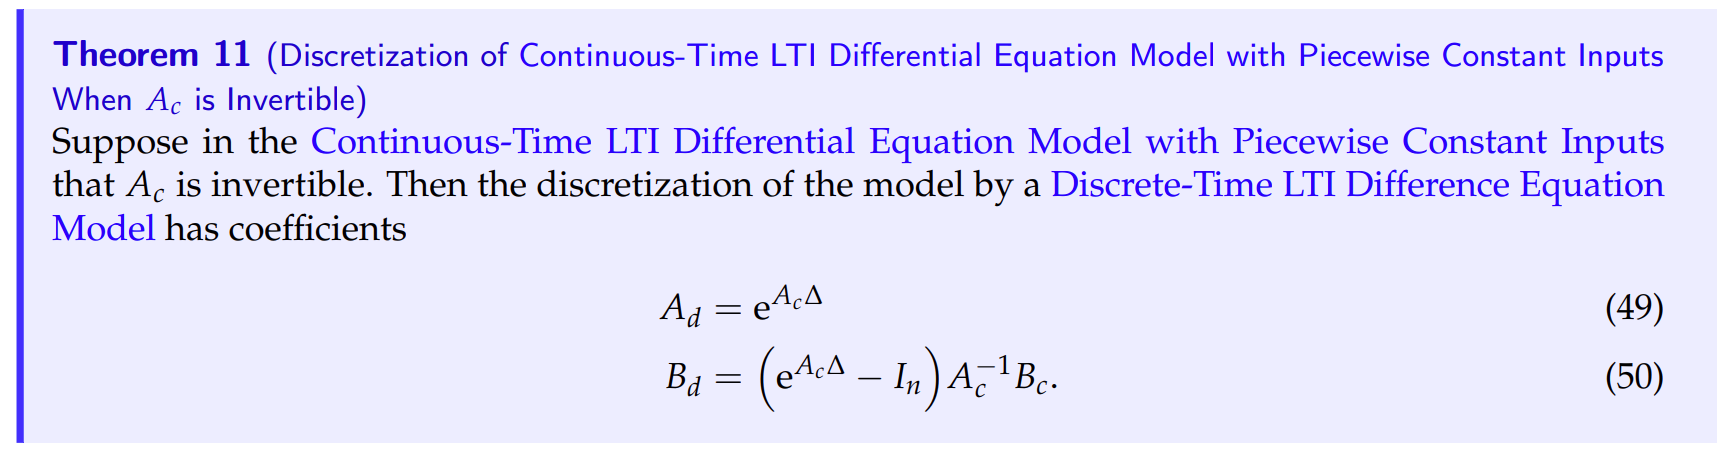 Theorem 11 (Discretization of Continuous-Time LTI Differential Equation Model with Piecewise Constant Inputs
When $A_c$ is Invertible)
Suppose in the Continuous-Time LTI Differential Equation Model with Piecewise Constant Inputs
that $A_c$ is invertible. Then the discretization of the model by a Discrete-Time LTI Difference Equation
Model has coefficients
$A_d = \mathrm{e}^{A_c \Delta}$ (49)
$B_d = \left( \mathrm{e}^{A_c \Delta} - I_n \right) A_c^{-1} B_c.$ (50)